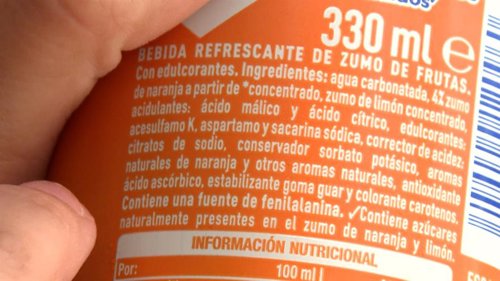 330 ml e
BEBIDA REFRESCANTE DE ZUMO DE FRUTAS.
Con edulcorantes. Ingredientes: agua carbonatada, 4% zumo
de naranja a partir de *concentrado, zumo de limón concentrado,
acidulantes: ácido málico y ácido cítrico, edulcorantes:
acesulfamo K, aspartamo y sacarina sódica, corrector de acidez:
citratos de sodio, conservador sorbato potásico, aromas
naturales de naranja y otros aromas naturales, antioxidante
ácido ascórbico, estabilizante goma guar y colorante carotenos.
Contiene una fuente de fenilalanina. ✓Contiene azúcares
naturalmente presentes en el zumo de naranja y limón.
INFORMACIÓN NUTRICIONAL
Por: 100 ml